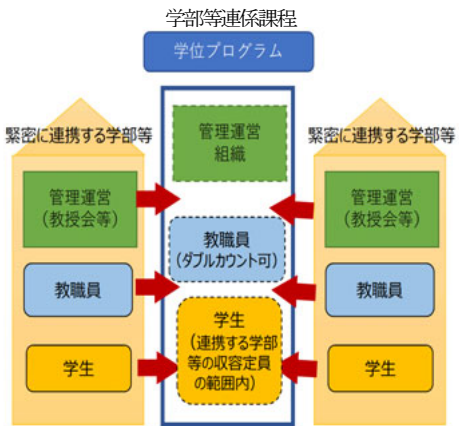 学部等連係課程
学位プログラム
緊密に連携する学部等
管理運営
（教授会等）
教職員
学生
管理運営
組織
教職員
（ダブルカウント可）
学生
（連携する学部
等の収容定員
の範囲内）
緊密に連携する学部等
管理運営
（教授会等）
教職員
学生